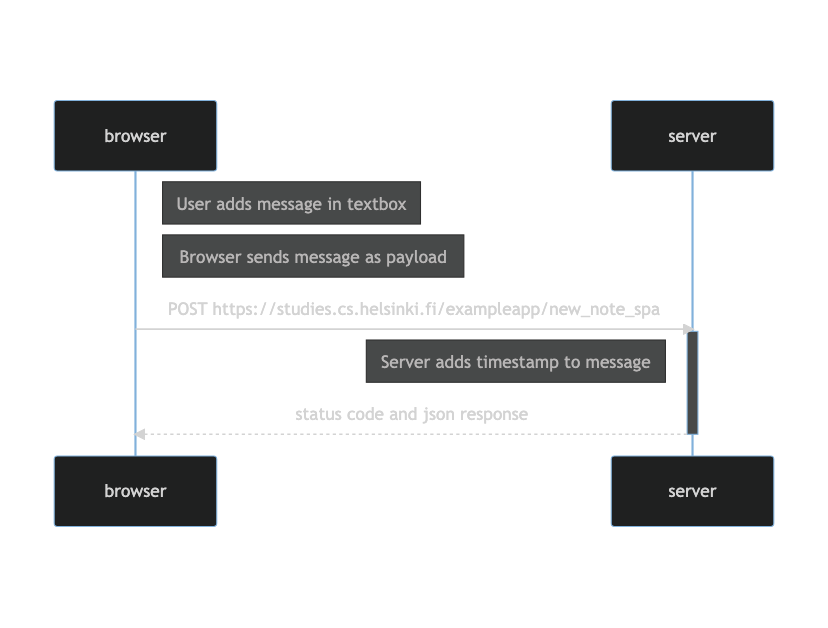 browser
server
User adds message in textbox
Browser sends message as payload
POST https://studies.cs.helsinki.fi/exampleapp/new_note_spa
Server adds timestamp to message
status code and json response
browser
server